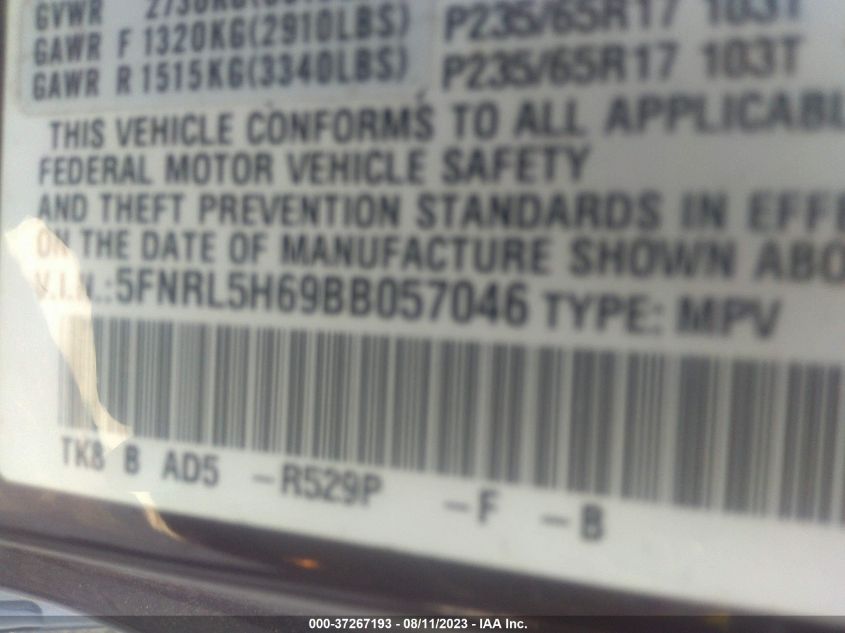 GVWR
GAWR F 1320KG(2910LBS) P235/65R17 103T
GAWR R 1515KG(3340LBS) P235/65R17 103T
THIS VEHICLE CONFORMS TO ALL APPLICABL
FEDERAL MOTOR VEHICLE SAFETY
AND THEFT PREVENTION STANDARDS IN EFFE
ON THE DATE OF MANUFACTURE SHOWN ABO
V.I.N.:5FNRL5H69BB057046 TYPE: MPV
TK8 B AD5 -R529P -F -B
000-37267193 - 08/11/2023 - IAA Inc.